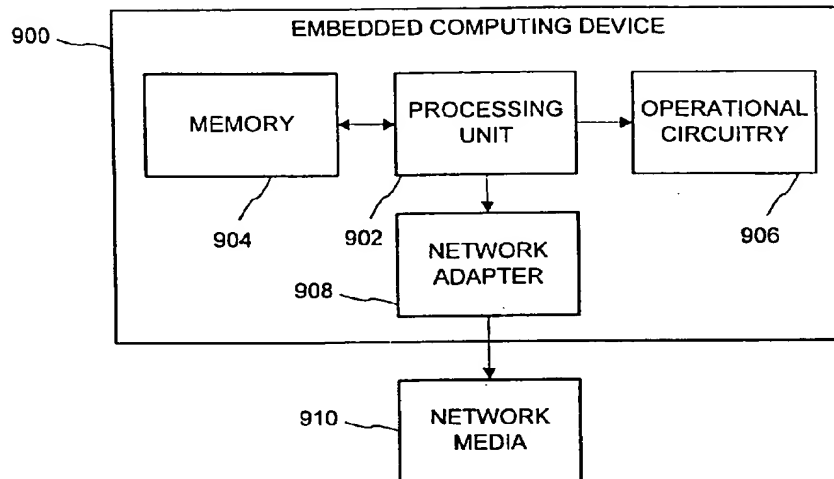 EMBEDDED COMPUTING DEVICE
900
MEMORY
PROCESSING
UNIT
OPERATIONAL
CIRCUITRY
904
902
906
NETWORK
ADAPTER
908
910
NETWORK
MEDIA